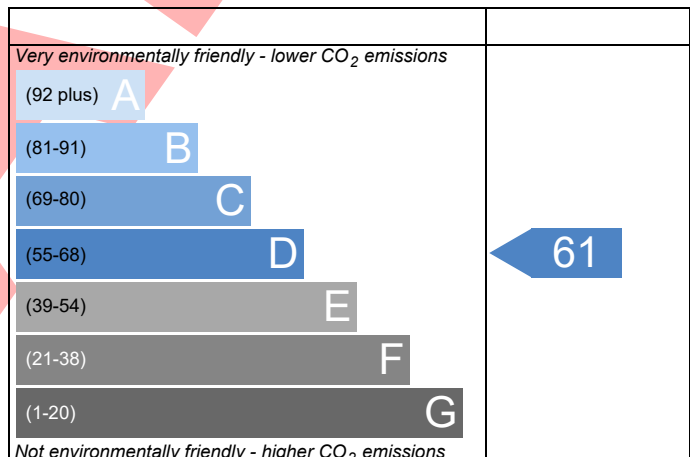 Very environmentally friendly - lower CO2 emissions
(92 plus) A
(81-91) B
(69-80) C
(55-68) D 61
(39-54) E
(21-38) F
(1-20) G
Not environmentally friendly - higher CO2 emissions